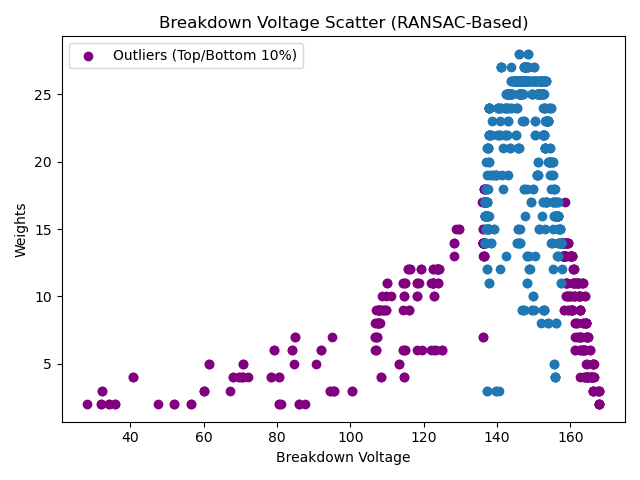 Breakdown Voltage Scatter (RANSAC-Based)
Outliers (Top/Bottom 10%)
Weights
25
20
15
10
5
40 60 80 100 120 140 160
Breakdown Voltage